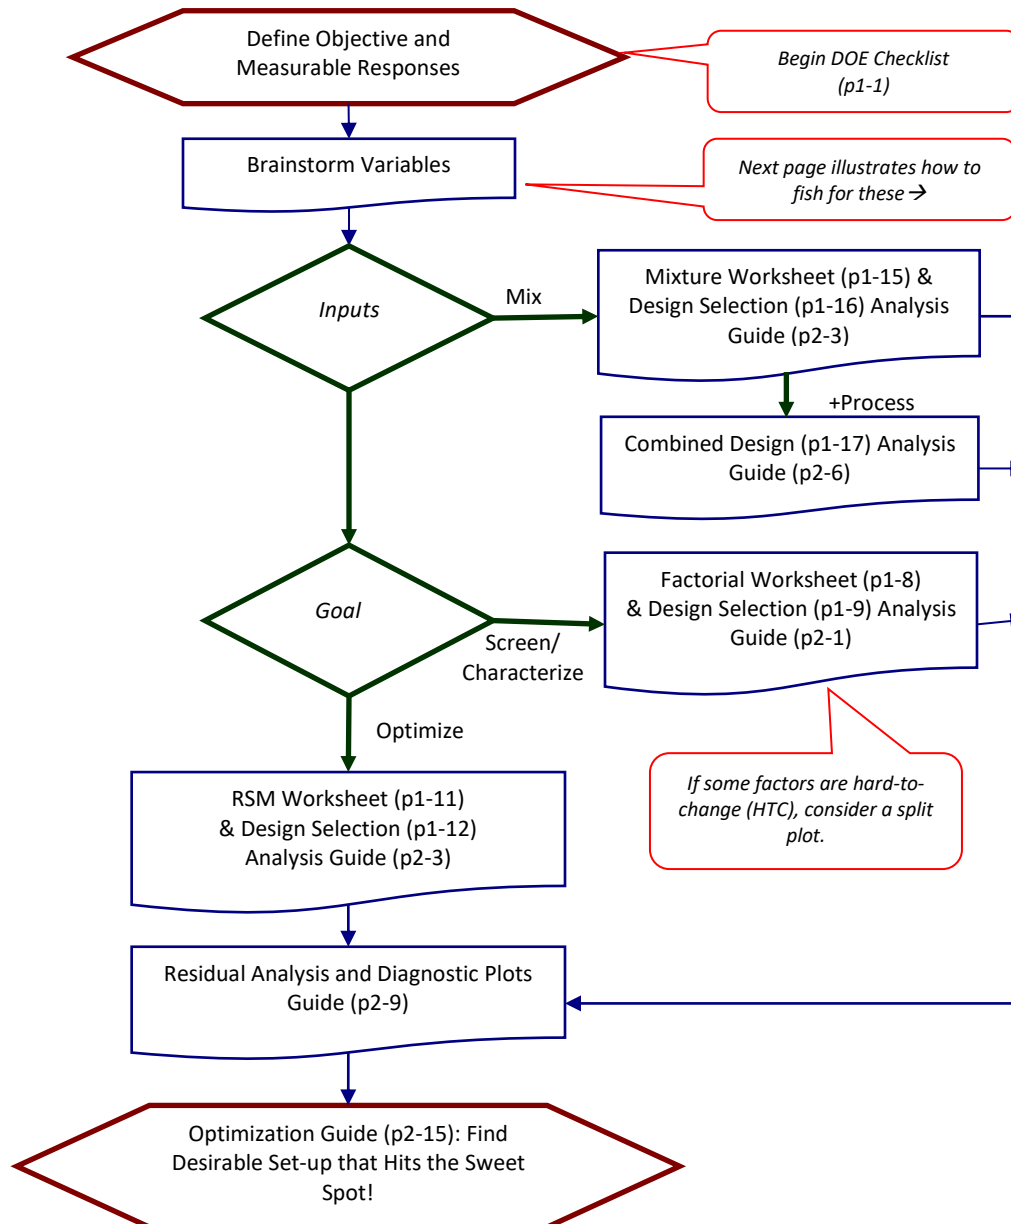 Define Objective and
Measurable Responses
Begin DOE Checklist
(p1-1)
Brainstorm Variables
Next page illustrates how to
fish for these →
Inputs
Mix
Mixture Worksheet (p1-15) &
Design Selection (p1-16) Analysis
Guide (p2-3)
+Process
Combined Design (p1-17) Analysis
Guide (p2-6)
Goal
Screen/
Characterize
Factorial Worksheet (p1-8)
& Design Selection (p1-9) Analysis
Guide (p2-1)
Optimize
If some factors are hard-to-
change (HTC), consider a split
plot.
RSM Worksheet (p1-11)
& Design Selection (p1-12)
Analysis Guide (p2-3)
Residual Analysis and Diagnostic Plots
Guide (p2-9)
Optimization Guide (p2-15): Find
Desirable Set-up that Hits the Sweet
Spot!